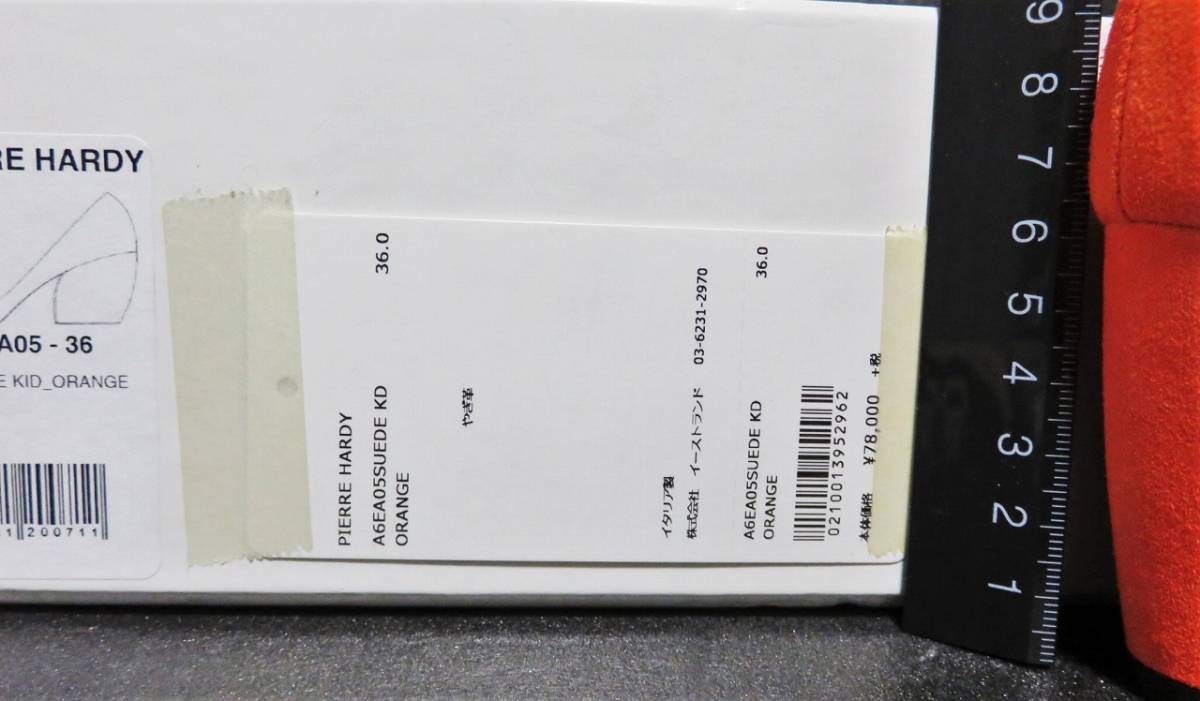 RE HARDY
A05 - 36
E KID_ORANGE
1 200711
PIERRE HARDY
A6EA05SUEDE KD 36.0
ORANGE
やぎ革
イタリア製
株式会社 イーストランド 03-6231-2970
A6EA05SUEDE KD 36.0
ORANGE
0210013952962
本体価格 ¥78,000 +税
9
8
7
6
5
4
3
2
1